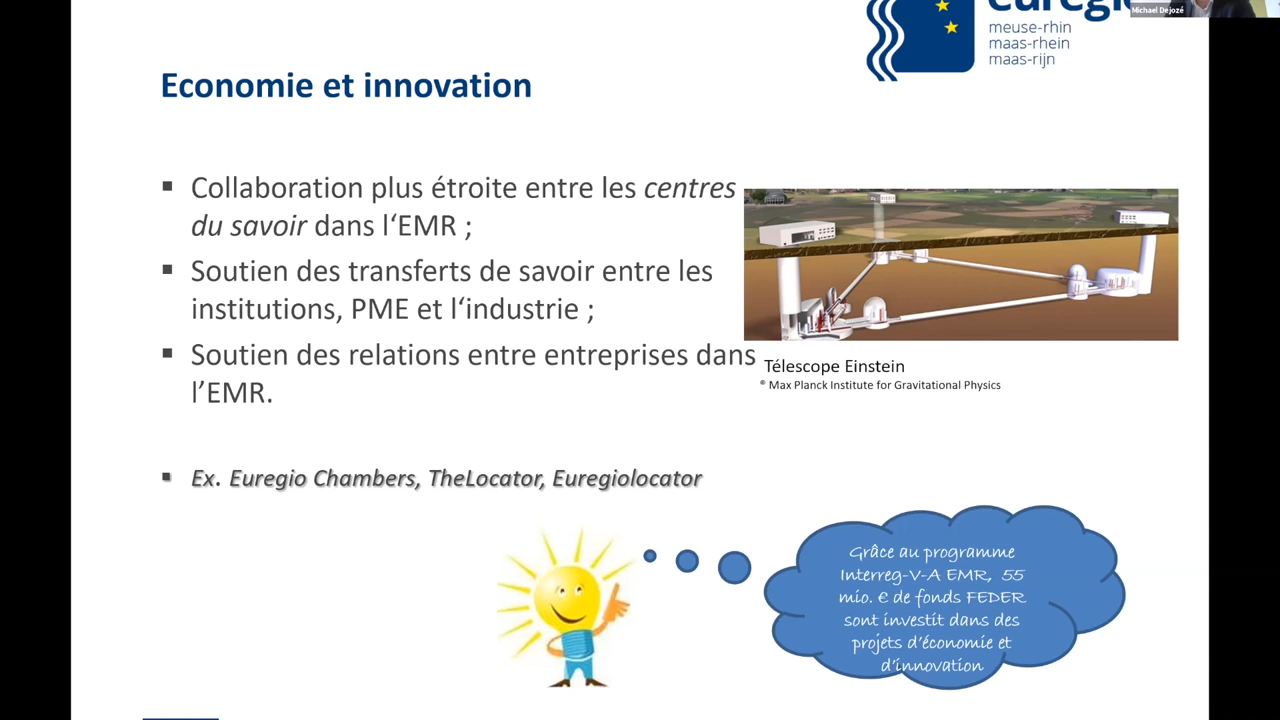 Michael Dejozé
meuse-rhin
maas-rhein
maas-rijn
Economie et innovation
▪ Collaboration plus étroite entre les centres
du savoir dans l‘EMR ;
▪ Soutien des transferts de savoir entre les
institutions, PME et l‘industrie ;
▪ Soutien des relations entre entreprises dans
l’EMR.
Télescope Einstein
® Max Planck Institute for Gravitational Physics
▪ Ex. Euregio Chambers, TheLocator, Euregiolocator
Grâce au programme
Interreg-V-A EMR, 55
mio. € de fonds FEDER
sont investit dans des
projets d’économie et
d’innovation